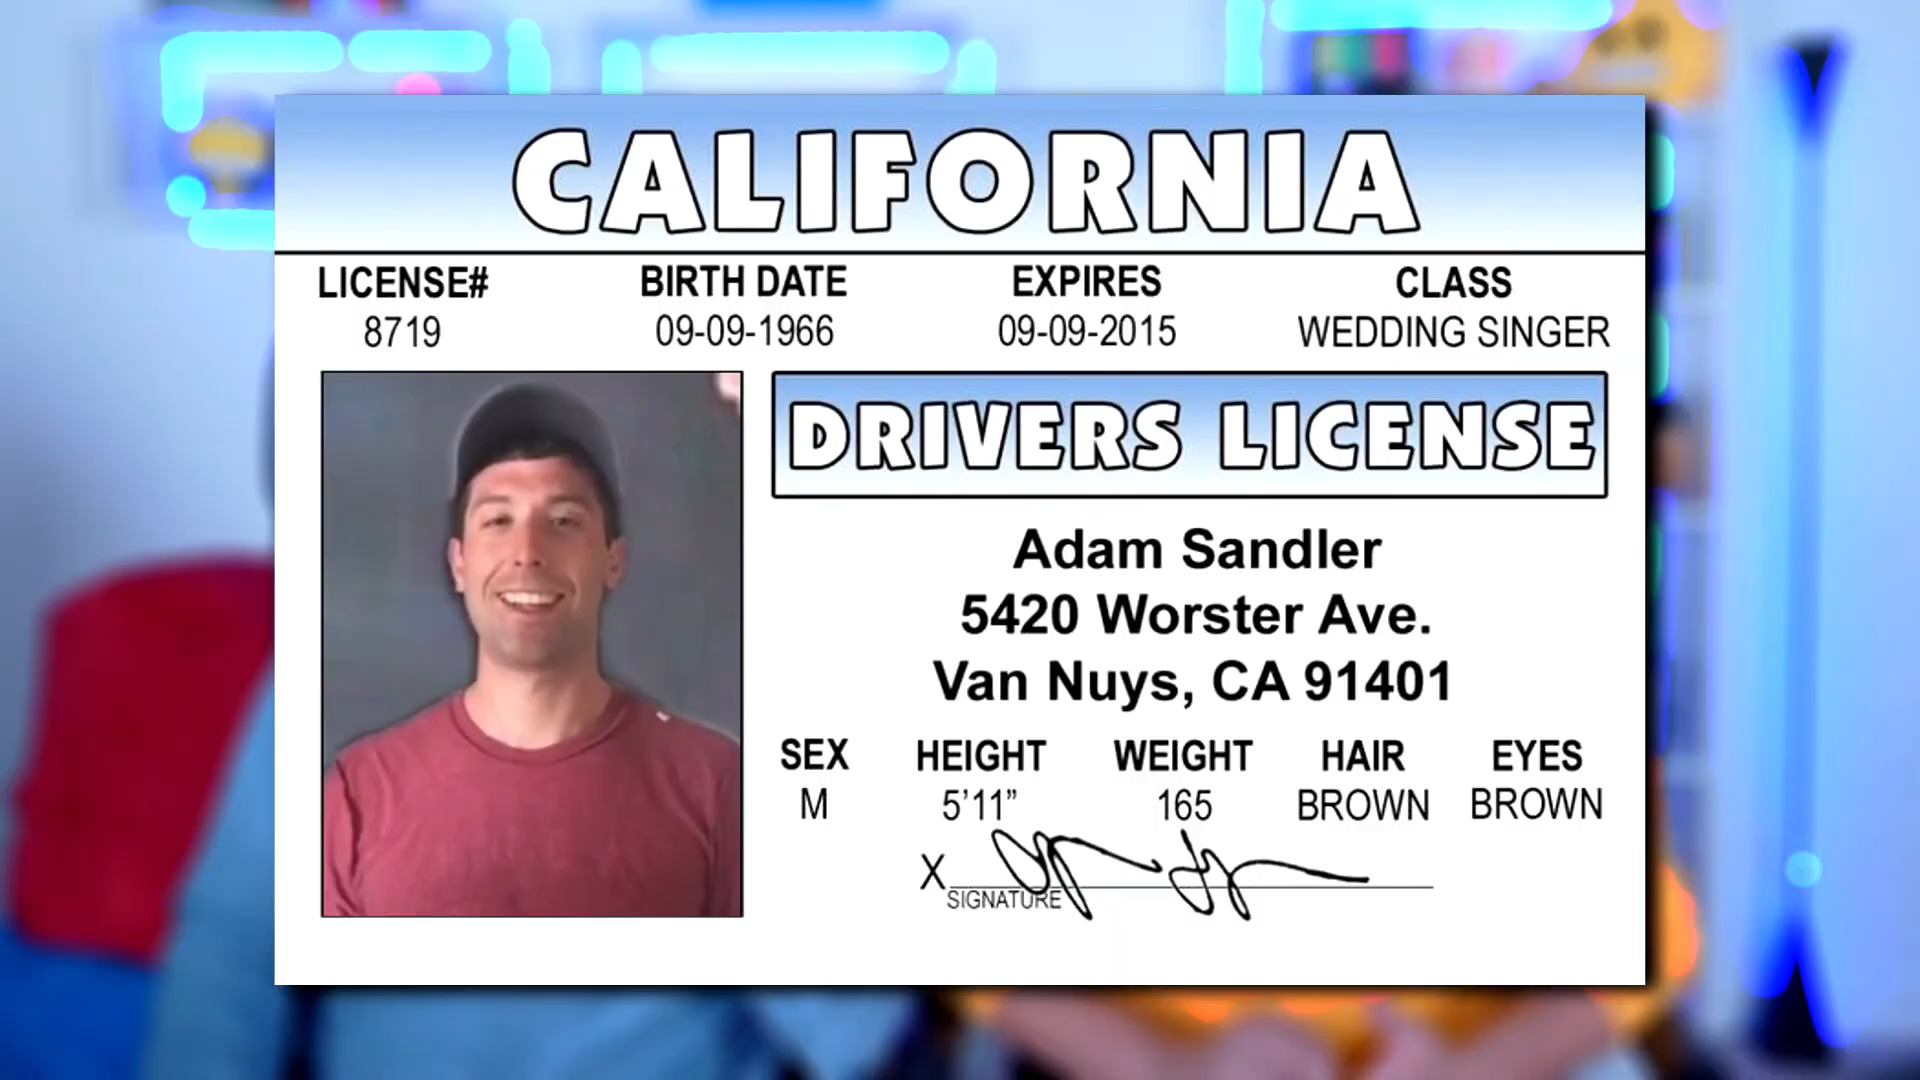 CALIFORNIA
LICENSE# BIRTH DATE EXPIRES CLASS
8719 09-09-1966 09-09-2015 WEDDING SINGER
DRIVERS LICENSE
Adam Sandler
5420 Worster Ave.
Van Nuys, CA 91401
SEX HEIGHT WEIGHT HAIR EYES
M 5’11” 165 BROWN BROWN
X
SIGNATURE